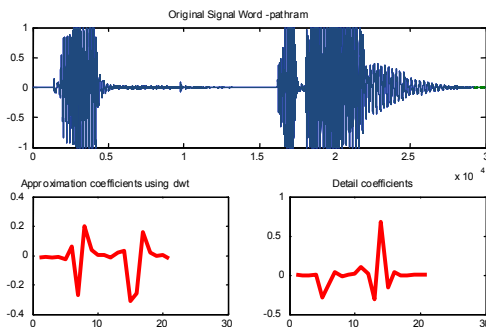 Original Signal Word -pathram
1
0.5
0
-0.5
-1
0 0.5 1 1.5 2 2.5 3
x 10 4
Approximation coefficients using dwt
0.4
0.2
0
-0.2
-0.4
0 10 20 30
Detail coefficients
1
0.5
0
-0.5
0 10 20 30